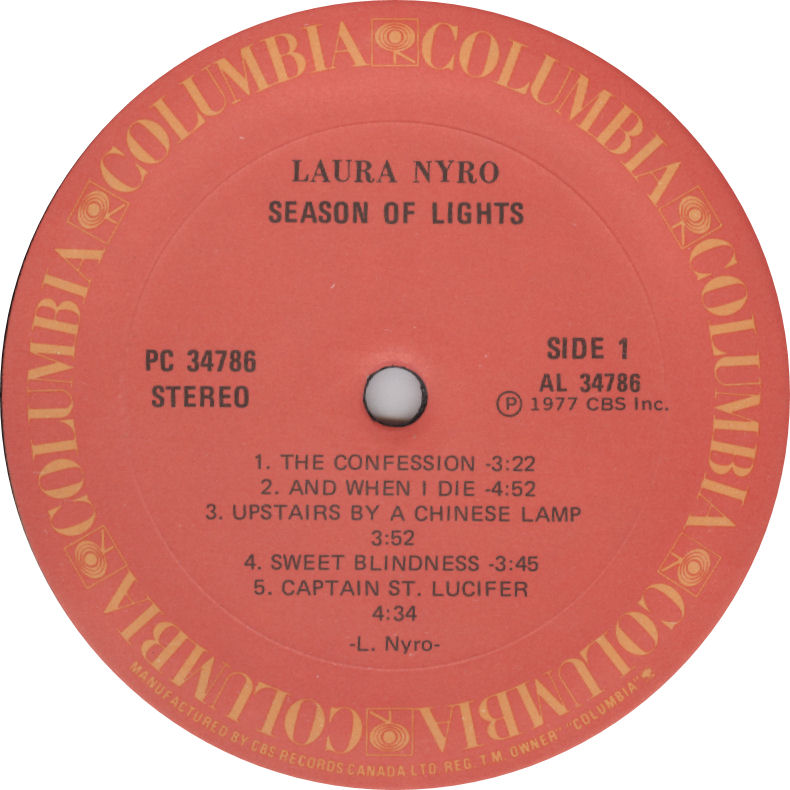 COLUMBIA COLUMBIA COLUMBIA COLUMBIA COLUMBIA COLUMBIA
LAURA NYRO
SEASON OF LIGHTS
PC 34786
STEREO
SIDE 1
AL 34786
Ⓟ 1977 CBS Inc.
1. THE CONFESSION -3:22
2. AND WHEN I DIE -4:52
3. UPSTAIRS BY A CHINESE LAMP
3:52
4. SWEET BLINDNESS -3:45
5. CAPTAIN ST. LUCIFER
4:34
-L. Nyro-
MANUFACTURED BY CBS RECORDS CANADA LTD. REG. T.M. OWNER "COLUMBIA"